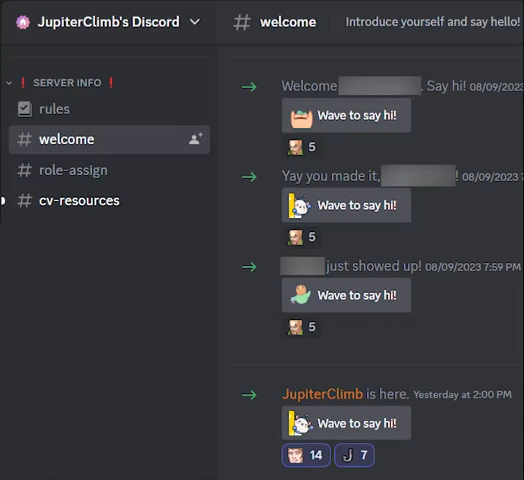 JupiterClimb's Discord
# welcome
Introduce yourself and say hello!
❗ SERVER INFO ❗
rules
# welcome
# role-assign
# cv-resources
Welcome . Say hi! 08/09/2023
Wave to say hi!
5
Yay you made it, ! 08/09/2023 7
Wave to say hi!
5
just showed up! 08/09/2023 7:59 PM
Wave to say hi!
5
JupiterClimb is here. Yesterday at 2:00 PM
Wave to say hi!
14 J 7